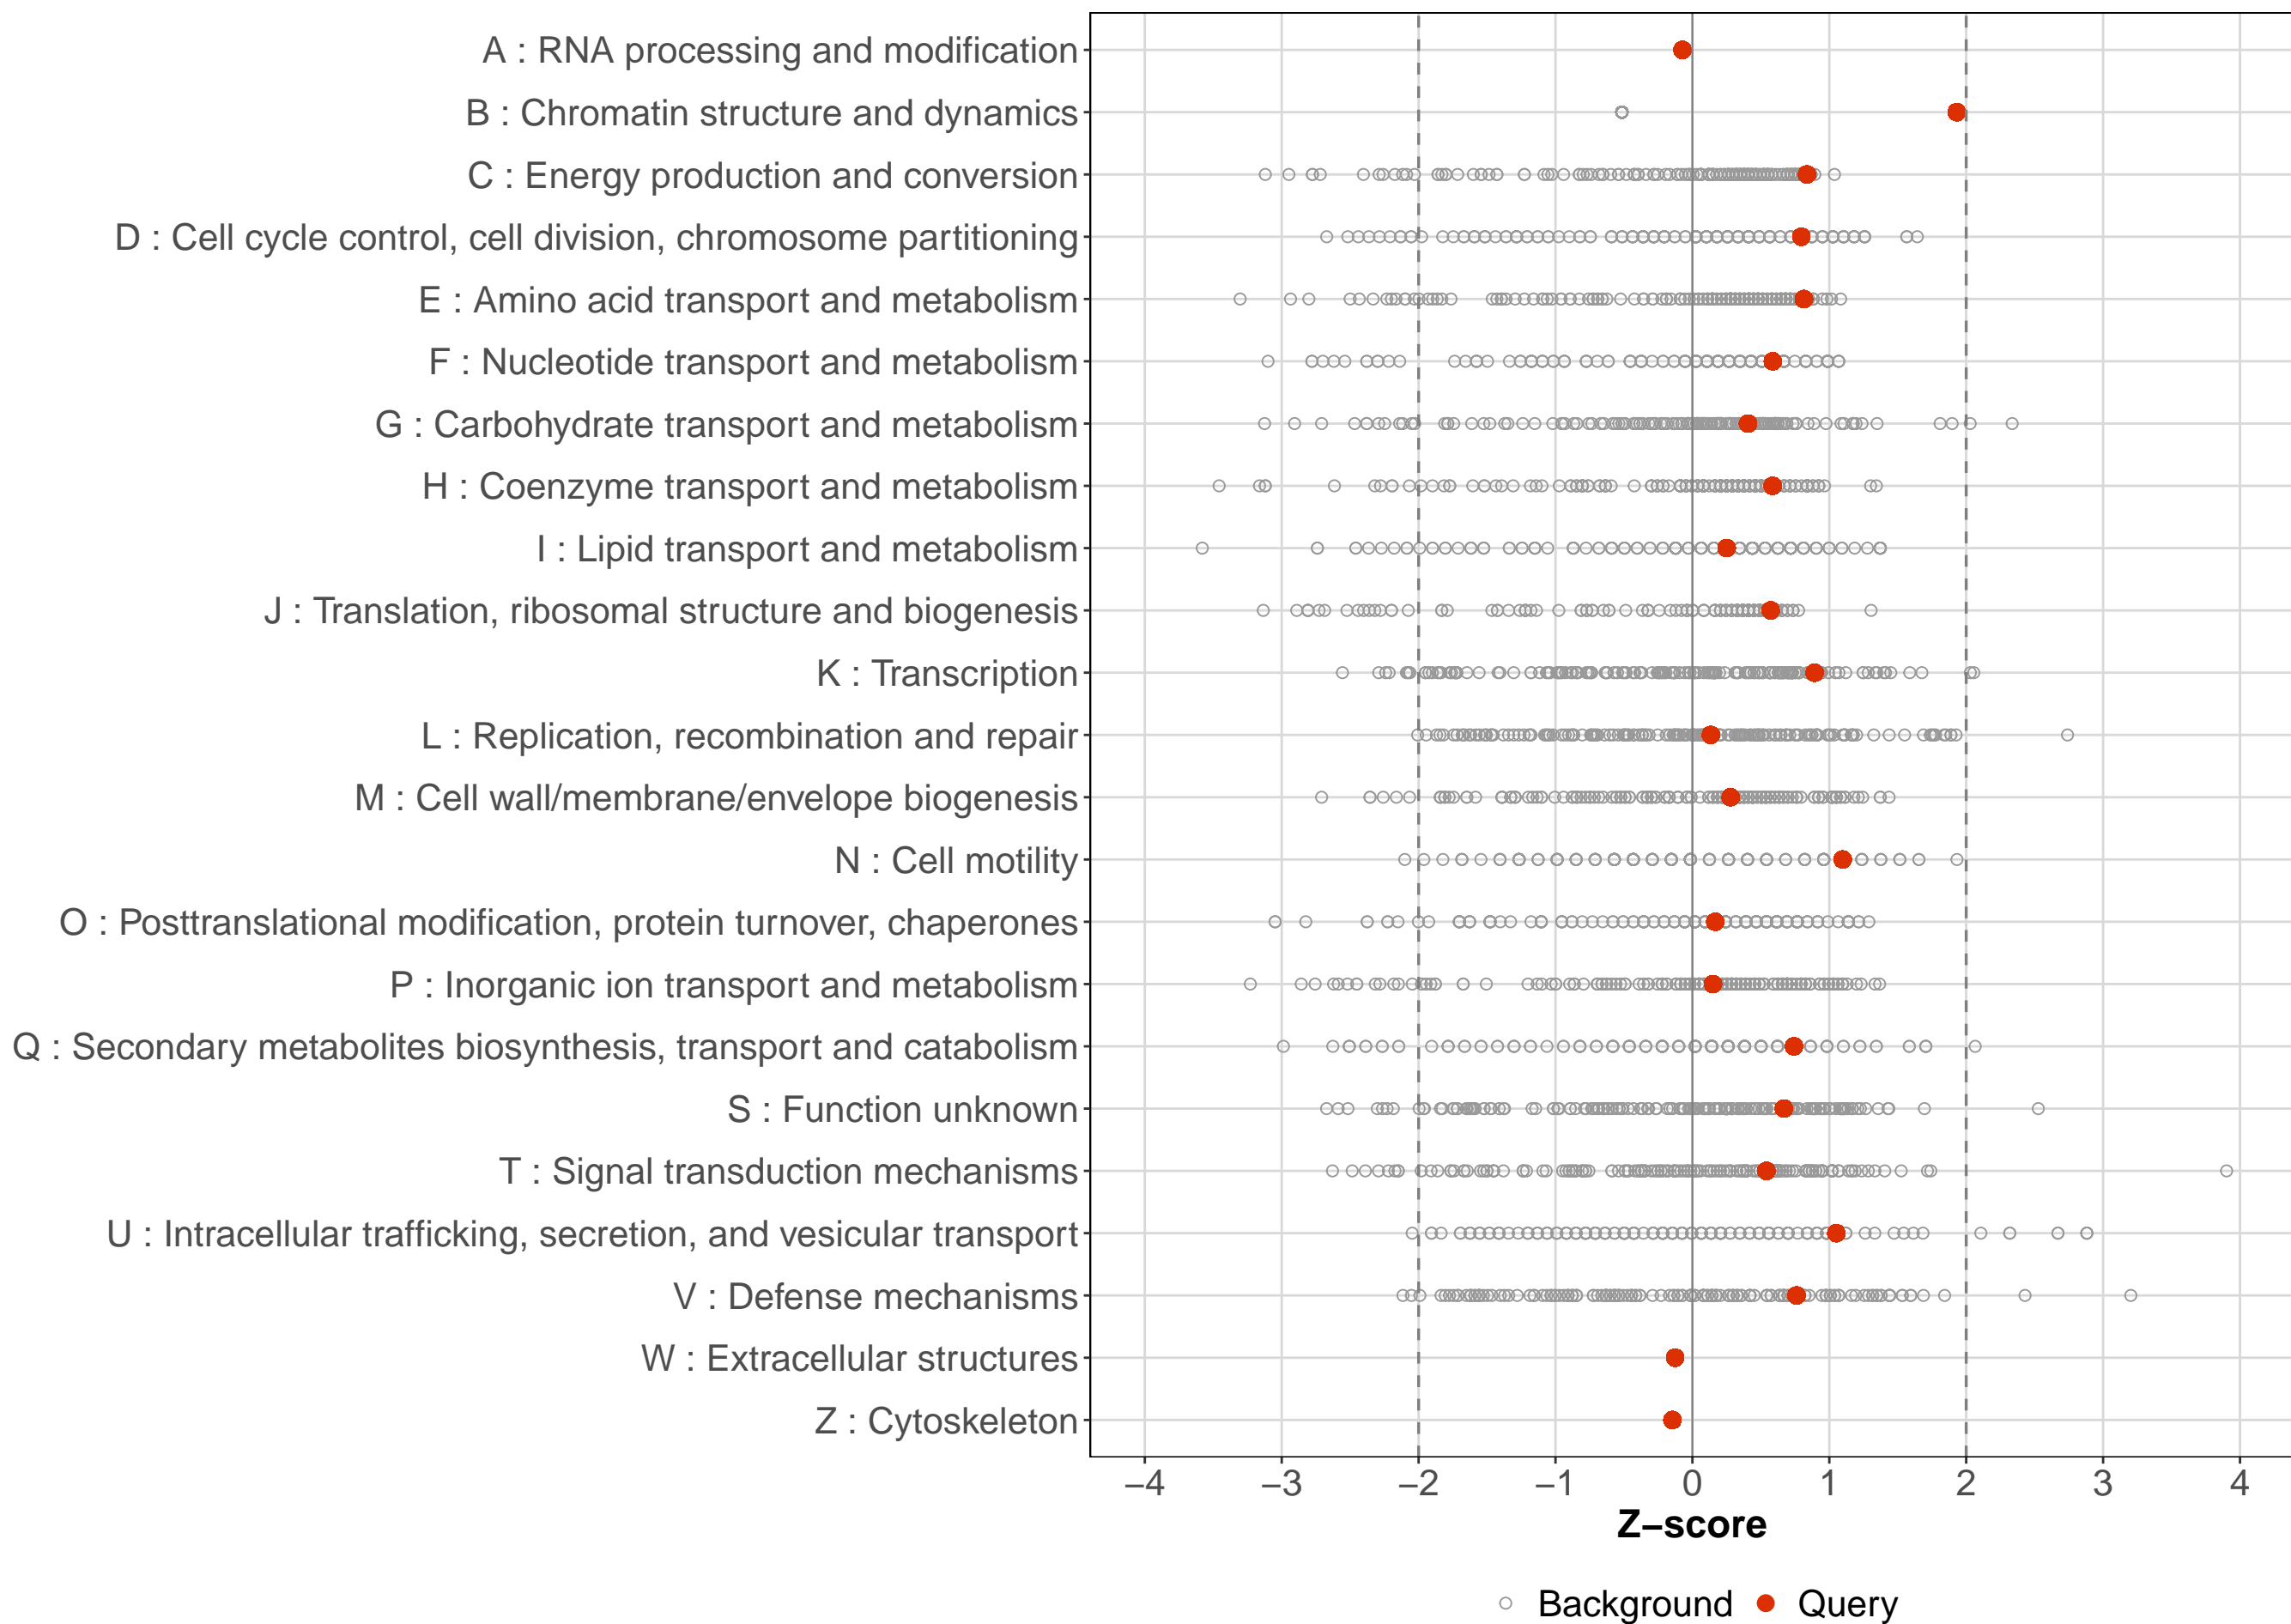 A : RNA processing and modification
B : Chromatin structure and dynamics
C : Energy production and conversion
D : Cell cycle control, cell division, chromosome partitioning
E : Amino acid transport and metabolism
F : Nucleotide transport and metabolism
G : Carbohydrate transport and metabolism
H : Coenzyme transport and metabolism
I : Lipid transport and metabolism
J : Translation, ribosomal structure and biogenesis
K : Transcription
L : Replication, recombination and repair
M : Cell wall/membrane/envelope biogenesis
N : Cell motility
O : Posttranslational modification, protein turnover, chaperones
P : Inorganic ion transport and metabolism
Q : Secondary metabolites biosynthesis, transport and catabolism
S : Function unknown
T : Signal transduction mechanisms
U : Intracellular trafficking, secretion, and vesicular transport
V : Defense mechanisms
W : Extracellular structures
Z : Cytoskeleton
−4 −3 −2 −1 0 1 2 3 4
Z−score
Background Query